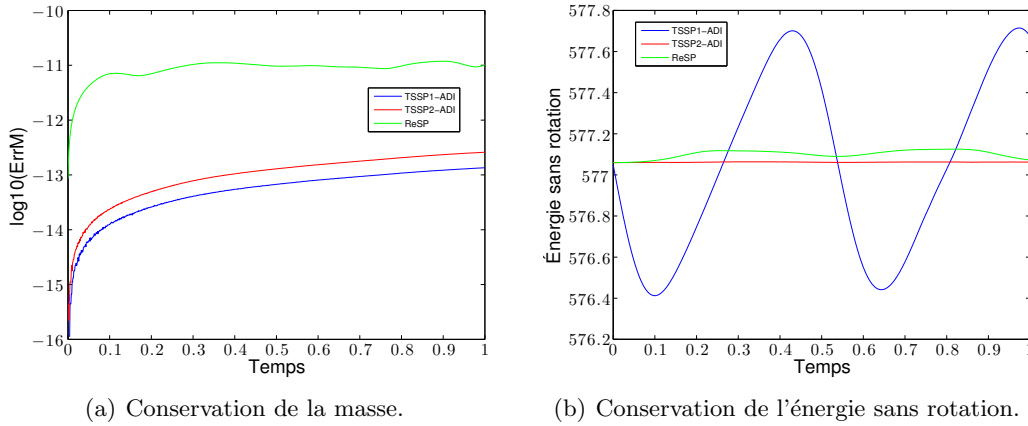 −10
−11
−12
−13
−14
−15
−16
log10(ErrM)
TSSP1−ADI
TSSP2−ADI
ReSP
0 0.1 0.2 0.3 0.4 0.5 0.6 0.7 0.8 0.9 1
Temps
(a) Conservation de la masse.
577.8
577.6
577.4
577.2
577
576.8
576.6
576.4
576.2
Énergie sans rotation
TSSP1−ADI
TSSP2−ADI
ReSP
0 0.1 0.2 0.3 0.4 0.5 0.6 0.7 0.8 0.9 1
Temps
(b) Conservation de l'énergie sans rotation.